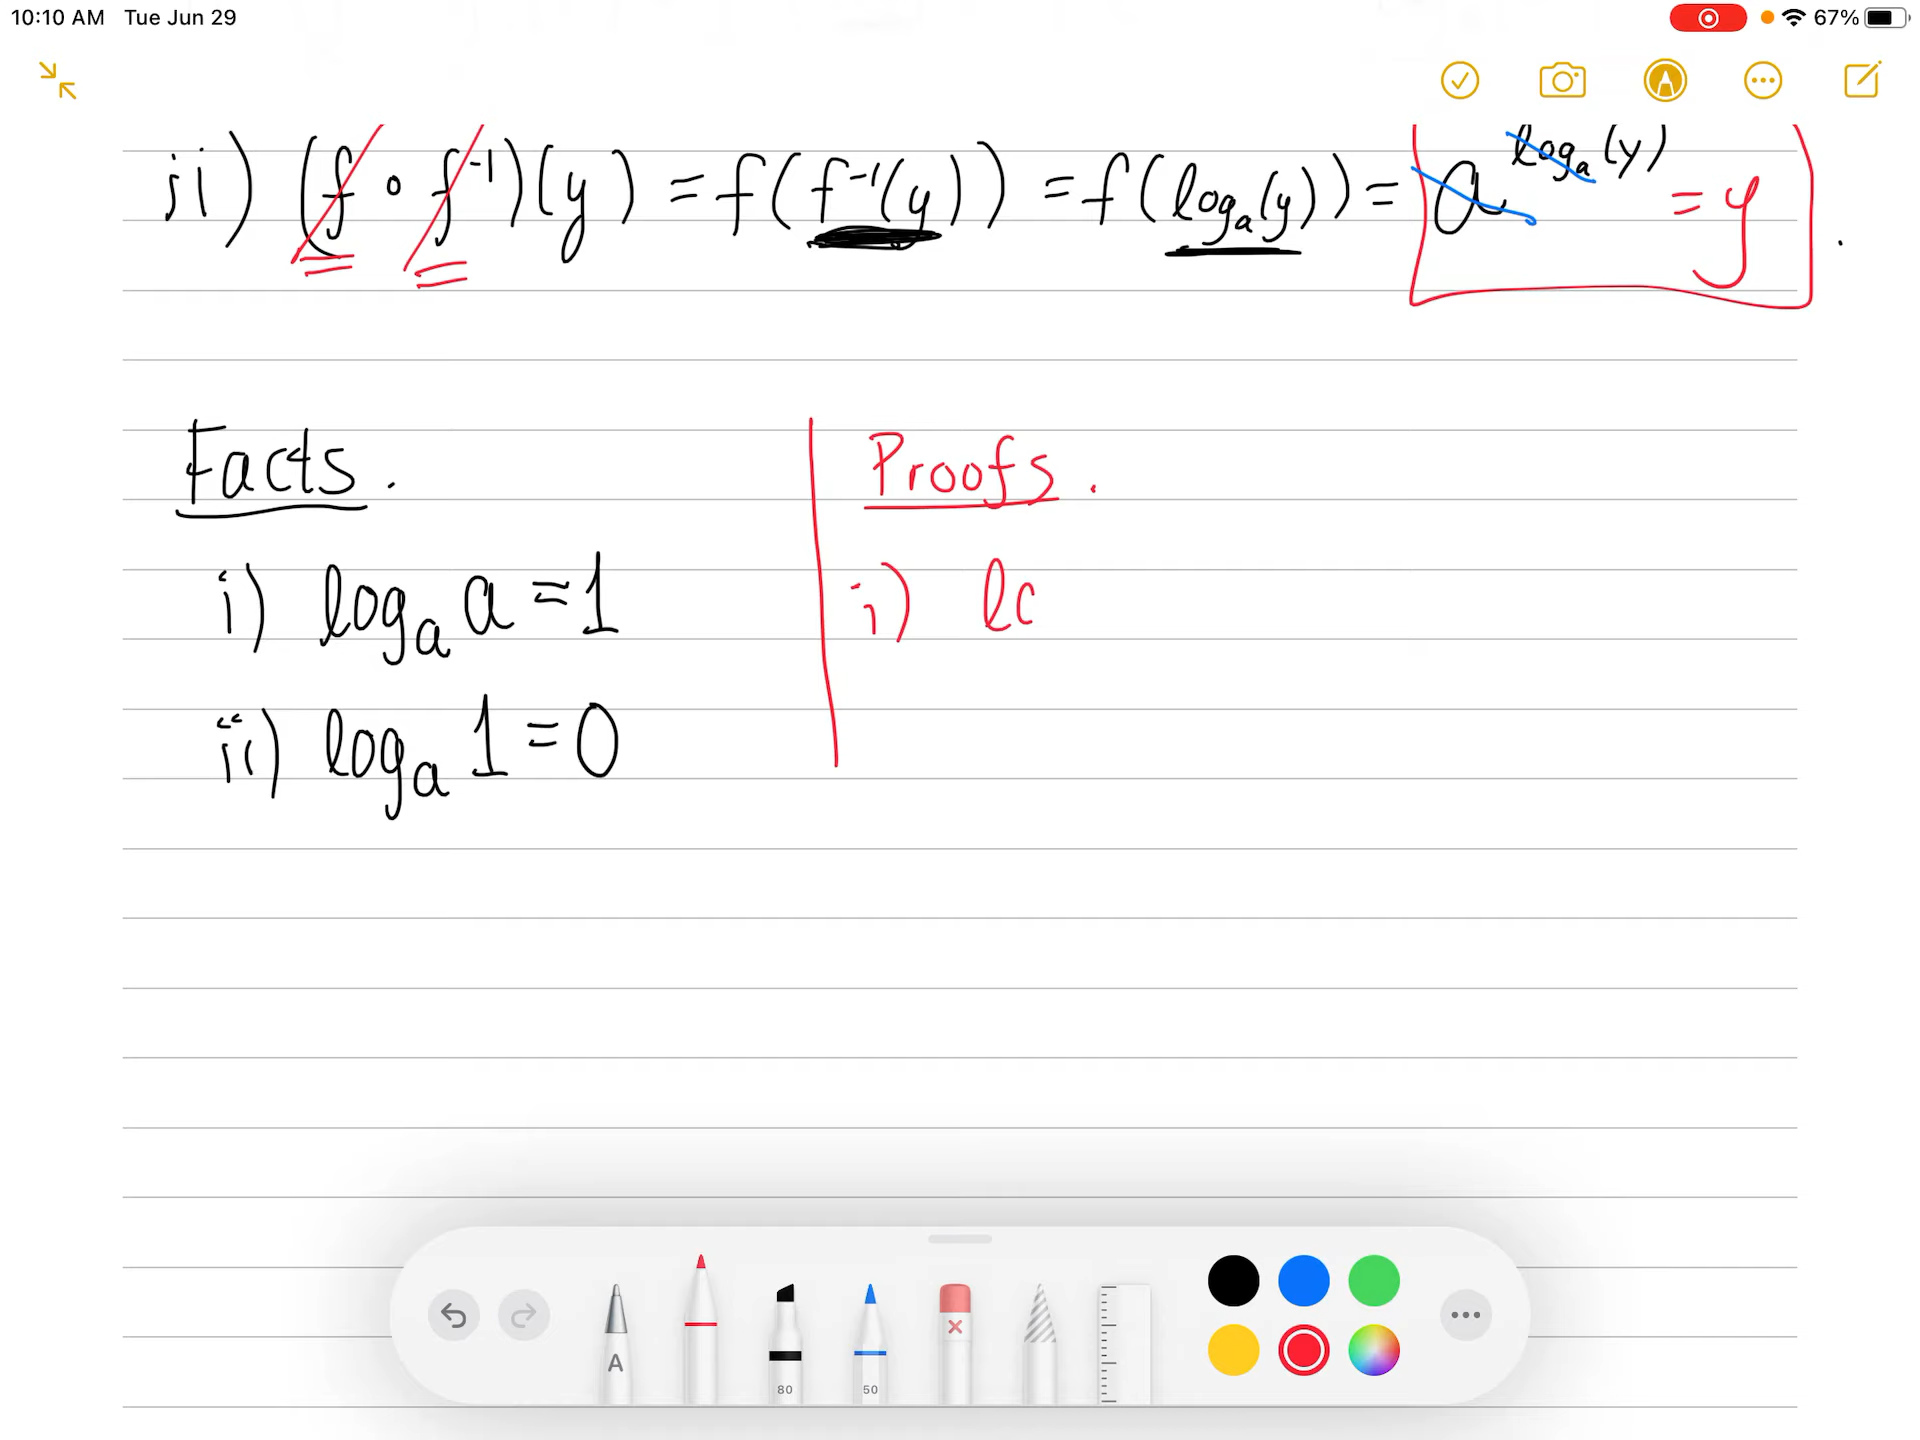 10:10 AM Tue Jun 29 67%
ii) (f ∘ f⁻¹)(y) = f(f⁻¹(y)) = f(logₐ(y)) = a^(logₐ(y)) = y .
Facts. Proofs.
i) logₐ a = 1 i) lo
ii) logₐ 1 = 0
A 80 50